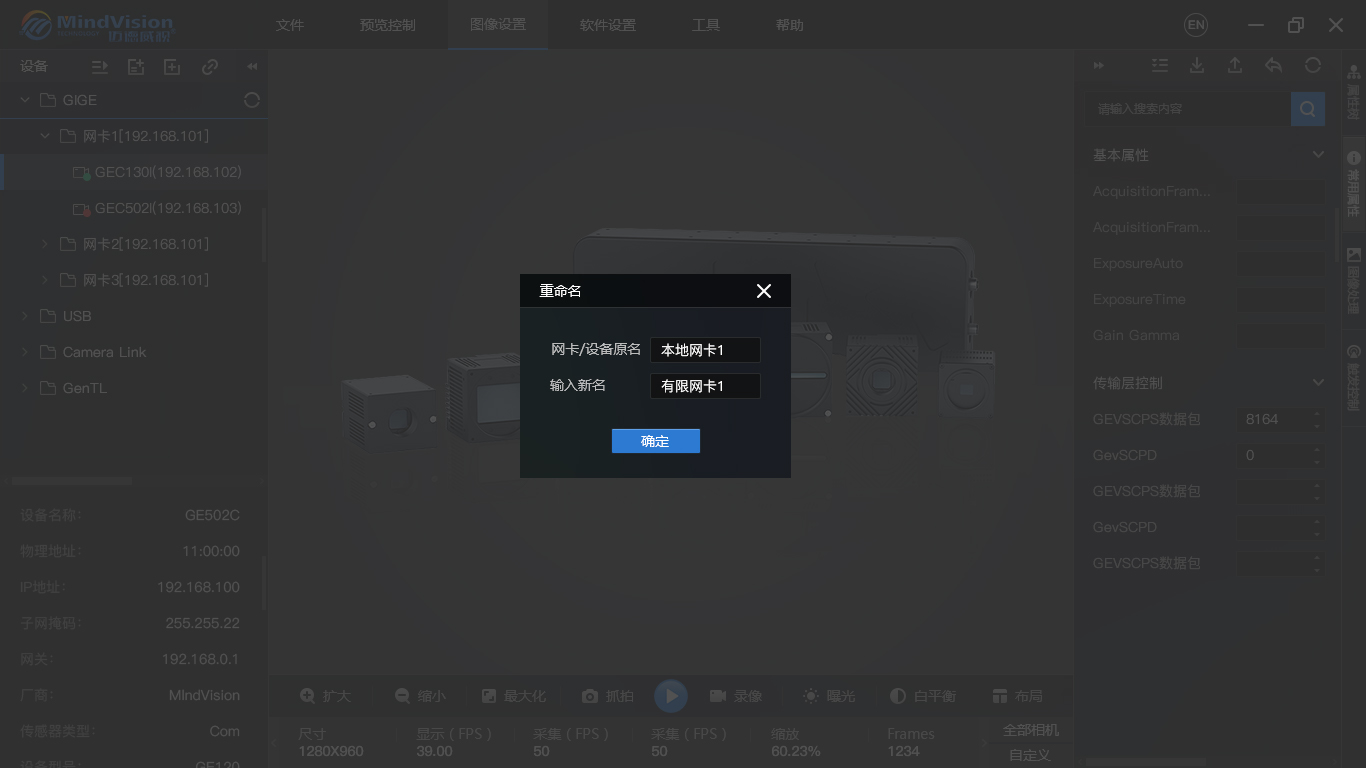 MindVision
文件 预览控制 图像设置 软件设置 工具 帮助 EN
设备
GIGE
网卡1[192.168.101]
GEC130I(192.168.102)
GEC502I(192.168.103)
网卡2[192.168.101]
网卡3[192.168.101]
USB
Camera Link
GenTL
设备名称: GE502C
物理地址: 11:00:00
IP地址: 192.168.100
子网掩码: 255.255.22
网关: 192.168.0.1
厂商: MIndVision
传感器类型: Com
设备型号: GE120
重命名
网卡/设备原名 本地网卡1
输入新名 有限网卡1
确定
扩大 缩小 最大化 抓拍 录像 曝光 白平衡 布局
尺寸 显示（FPS） 采集（FPS） 采集（FPS） 缩放 Frames
1280X960 39.00 50 50 60.23% 1234
全部相机
自定义
请输入搜索内容
基本属性
AcquisitionFram...
AcquisitionFram...
ExposureAuto
ExposureTime
Gain Gamma
传输层控制
GEVSCPS数据包 8164
GevSCPD 0
GEVSCPS数据包
GevSCPD
GEVSCPS数据包
属性树
常用属性
图像处理
触发控制